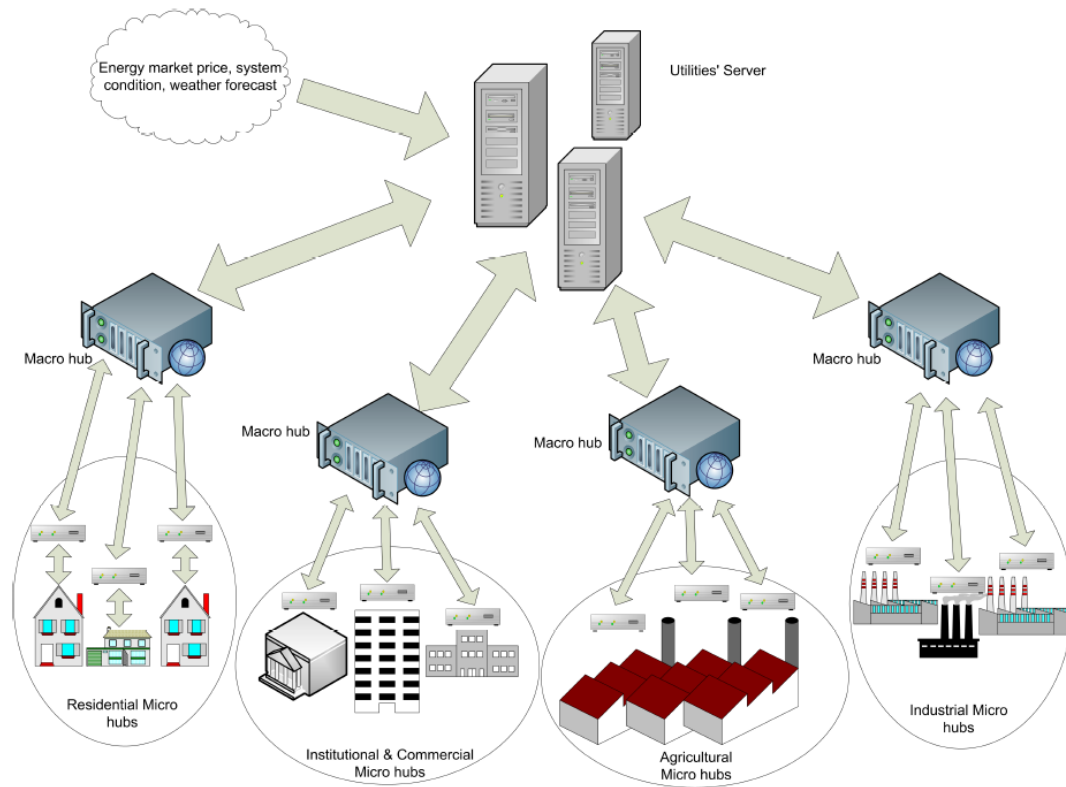 Energy market price, system
condition, weather forecast
Utilities' Server
Macro hub
Macro hub
Macro hub
Macro hub
Residential Micro
hubs
Institutional & Commercial
Micro hubs
Agricultural
Micro hubs
Industrial Micro
hubs